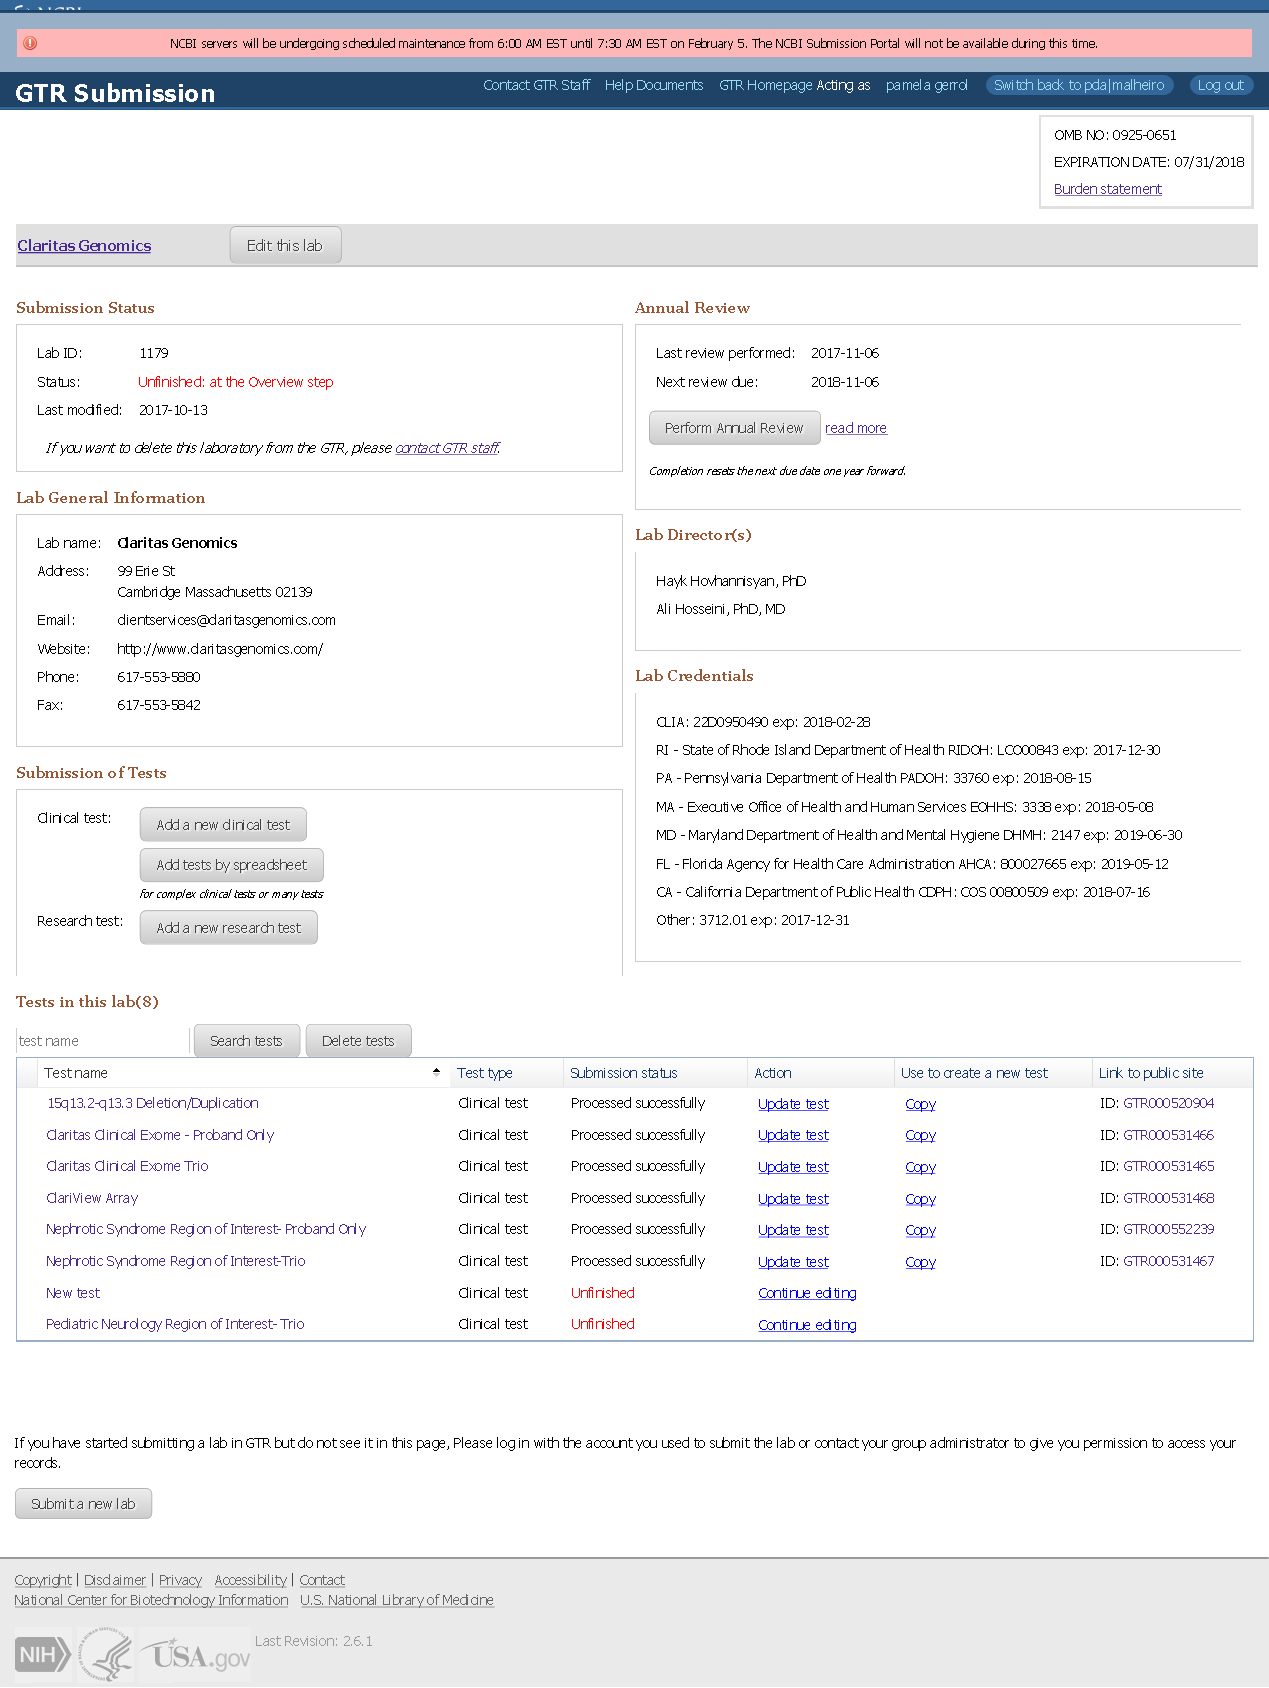 NCBI servers will be undergoing scheduled maintenance from 6:00 AM EST until 7:30 AM EST on February 5. The NCBI Submission Portal will not be available during this time.
GTR Submission
Contact GTR Staff Help Documents GTR Homepage Acting as pamela gerrol Switch back to pda|malheiro Log out
OMB NO: 0925-0651
EXPIRATION DATE: 07/31/2018
Burden statement
Claritas Genomics Edit this lab
Submission Status
Lab ID: 1179
Status: Unfinished: at the Overview step
Last modified: 2017-10-13
If you want to delete this laboratory from the GTR, please contact GTR staff.
Lab General Information
Lab name: Claritas Genomics
Address: 99 Erie St
Cambridge Massachusetts 02139
Email: clientservices@claritasgenomics.com
Website: http://www.claritasgenomics.com/
Phone: 617-553-5880
Fax: 617-553-5842
Submission of Tests
Clinical test: Add a new clinical test
Add tests by spreadsheet
for complex clinical tests or many tests
Research test: Add a new research test
Annual Review
Last review performed: 2017-11-06
Next review due: 2018-11-06
Perform Annual Review read more
Completion resets the next due date one year forward.
Lab Director(s)
Hayk Hovhannisyan, PhD
Ali Hosseini, PhD, MD
Lab Credentials
CLIA: 22D0950490 exp: 2018-02-28
RI - State of Rhode Island Department of Health RIDOH: LCO00843 exp: 2017-12-30
PA - Pennsylvania Department of Health PADOH: 33760 exp: 2018-08-15
MA - Executive Office of Health and Human Services EOHHS: 3338 exp: 2018-05-08
MD - Maryland Department of Health and Mental Hygiene DHMH: 2147 exp: 2019-06-30
FL - Florida Agency for Health Care Administration AHCA: 800027665 exp: 2019-05-12
CA - California Department of Public Health CDPH: COS 00800509 exp: 2018-07-16
Other: 3712.01 exp: 2017-12-31
Tests in this lab(8)
test name Search tests Delete tests
Test name Test type Submission status Action Use to create a new test Link to public site
15q13.2-q13.3 Deletion/Duplication Clinical test Processed successfully Update test Copy ID: GTR000520904
Claritas Clinical Exome - Proband Only Clinical test Processed successfully Update test Copy ID: GTR000531466
Claritas Clinical Exome Trio Clinical test Processed successfully Update test Copy ID: GTR000531465
ClariView Array Clinical test Processed successfully Update test Copy ID: GTR000531468
Nephrotic Syndrome Region of Interest- Proband Only Clinical test Processed successfully Update test Copy ID: GTR000552239
Nephrotic Syndrome Region of Interest-Trio Clinical test Processed successfully Update test Copy ID: GTR000531467
New test Clinical test Unfinished Continue editing
Pediatric Neurology Region of Interest- Trio Clinical test Unfinished Continue editing
If you have started submitting a lab in GTR but do not see it in this page, Please log in with the account you used to submit the lab or contact your group administrator to give you permission to access your
records.
Submit a new lab
Copyright | Disclaimer | Privacy Accessibility | Contact
National Center for Biotechnology Information U.S. National Library of Medicine
NIH USA.gov Last Revision: 2.6.1